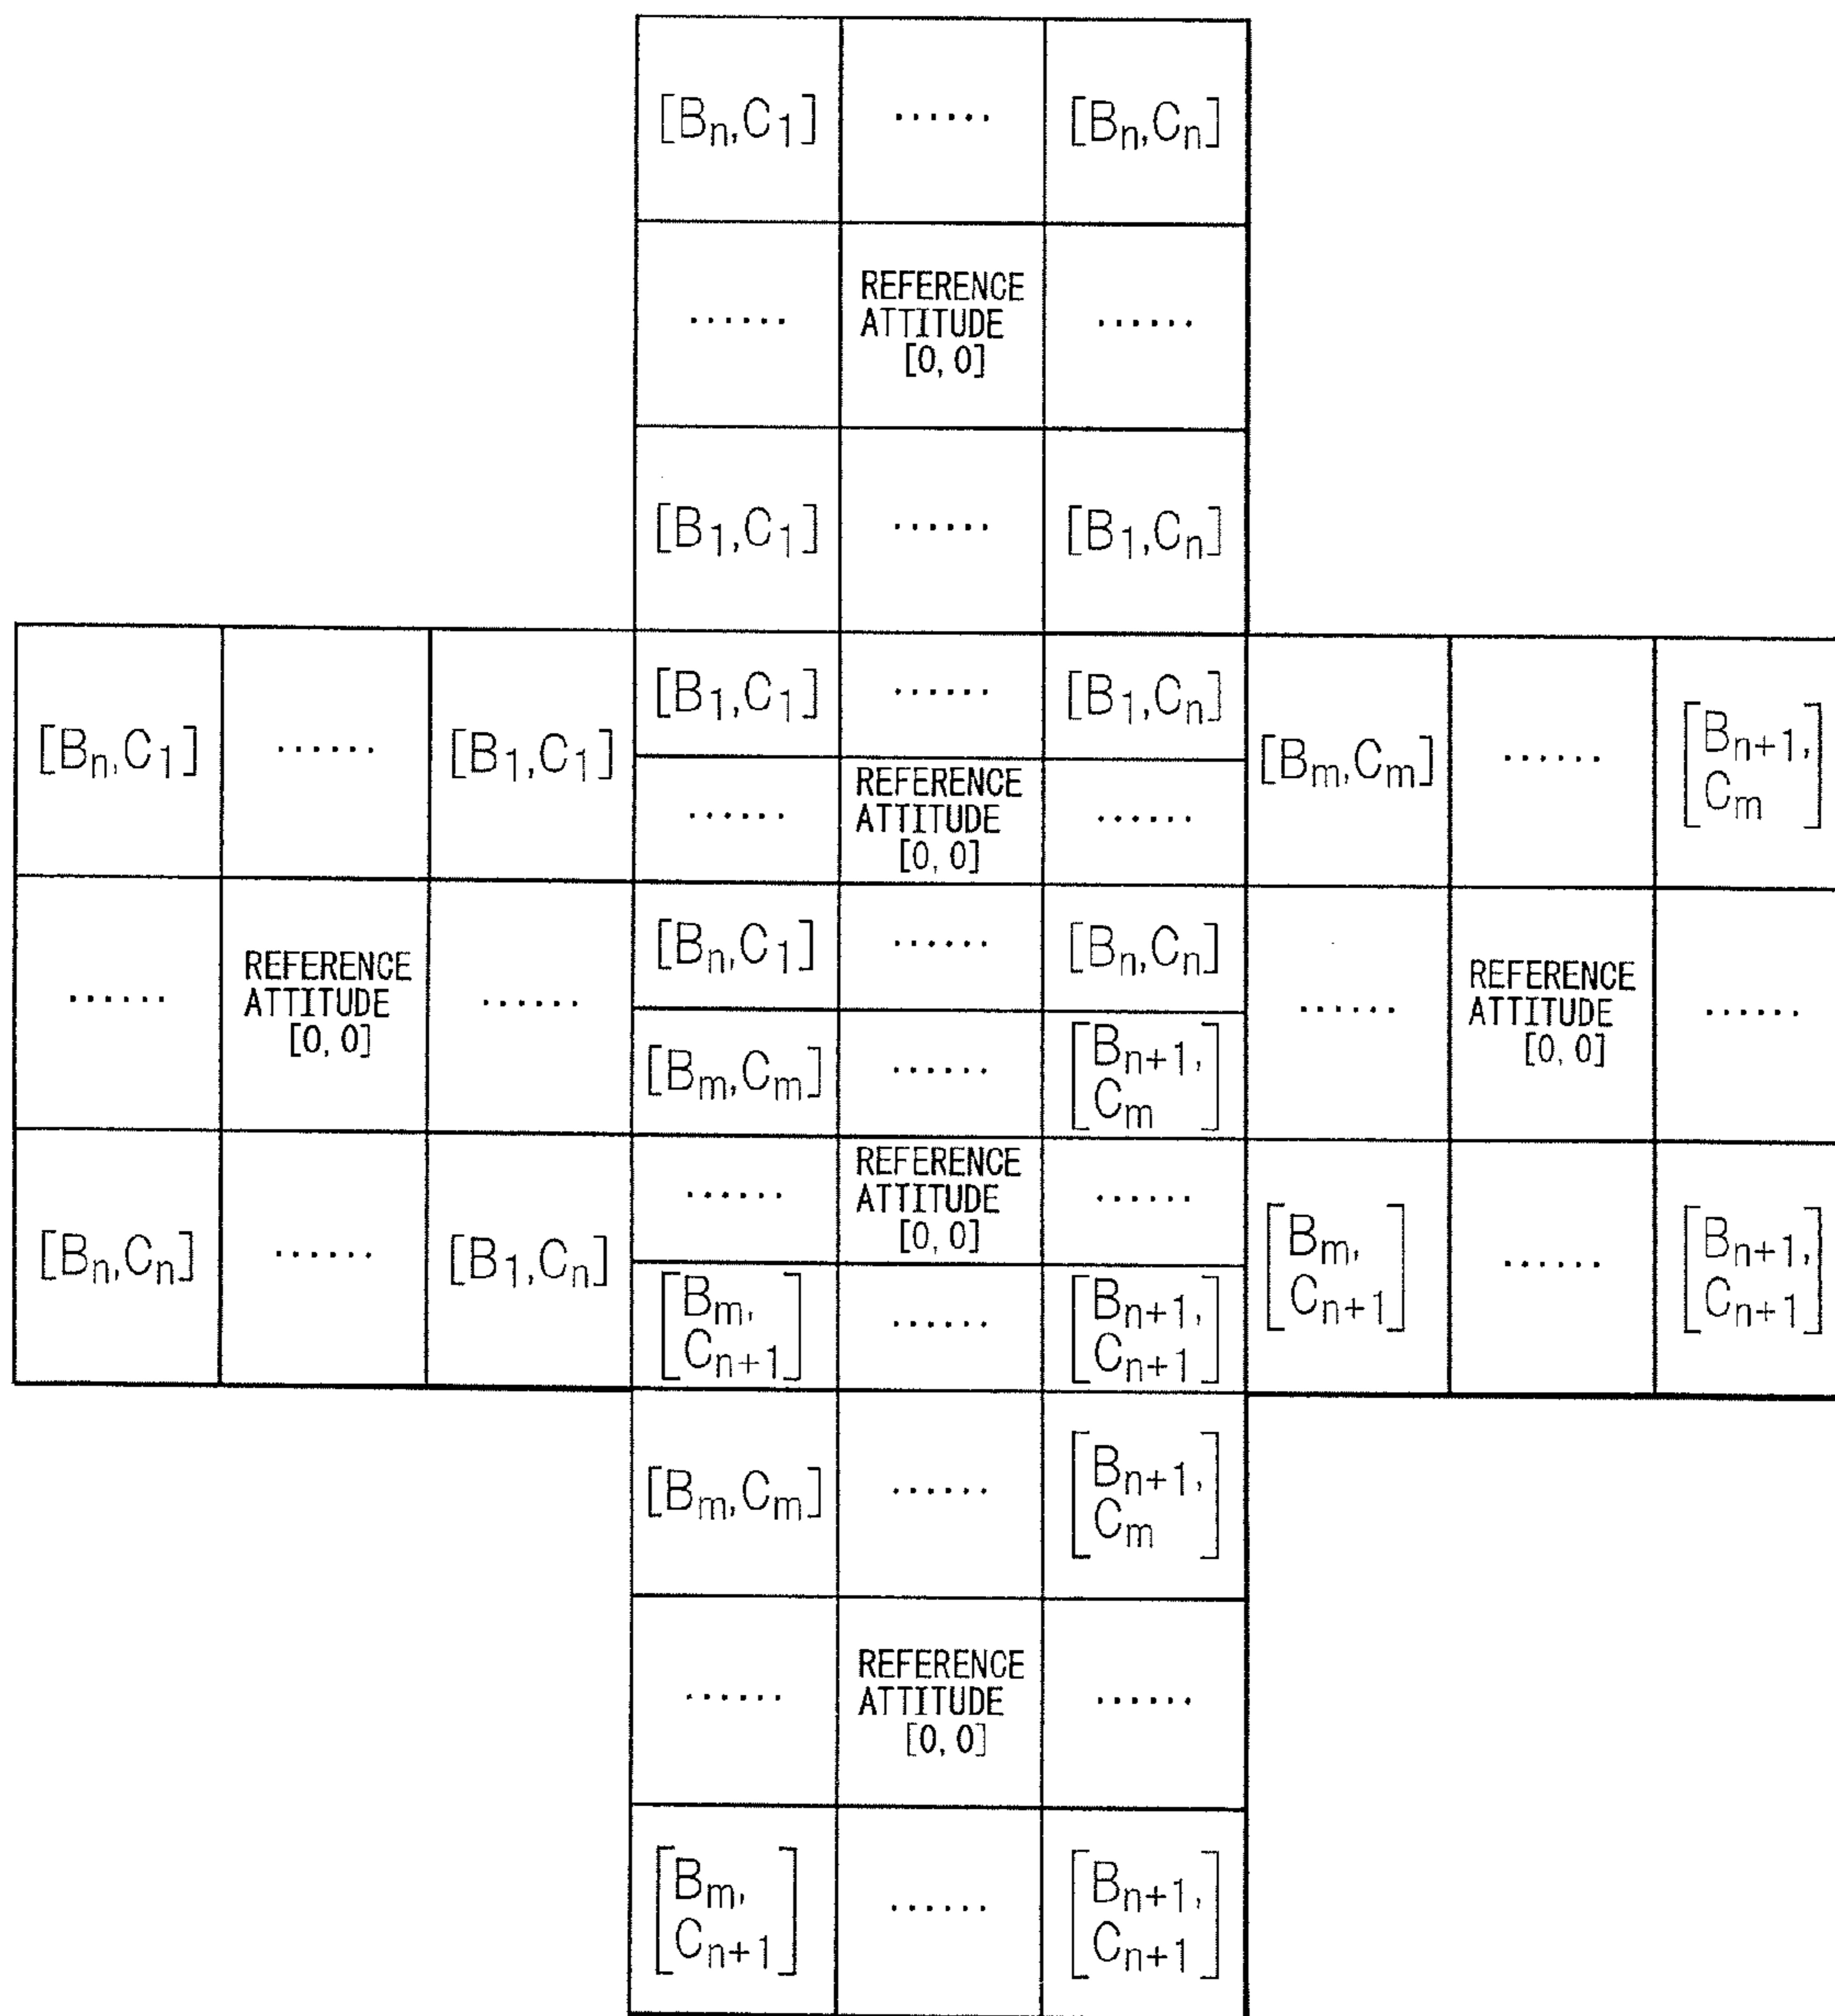 [Bn,C1] ...... [Bn,Cn]
...... REFERENCE ATTITUDE [0,0] ......
[B1,C1] ...... [B1,Cn]
[Bn,C1] ...... [B1,C1]
...... REFERENCE ATTITUDE [0,0] ......
[Bn,Cn] ...... [B1,Cn]
[B1,C1] ...... [B1,Cn]
...... REFERENCE ATTITUDE [0,0] ......
[Bn,C1] ...... [Bn,Cn]
[Bm,Cm] ...... [Bn+1, Cm]
...... REFERENCE ATTITUDE [0,0] ......
[Bm, Cn+1] ...... [Bn+1, Cn+1]
[Bm,Cm] ...... [Bn+1, Cm]
...... REFERENCE ATTITUDE [0,0] ......
[Bm, Cn+1] ...... [Bn+1, Cn+1]
[Bm,Cm] ...... [Bn+1, Cm]
...... REFERENCE ATTITUDE [0,0] ......
[Bm, Cn+1] ...... [Bn+1, Cn+1]